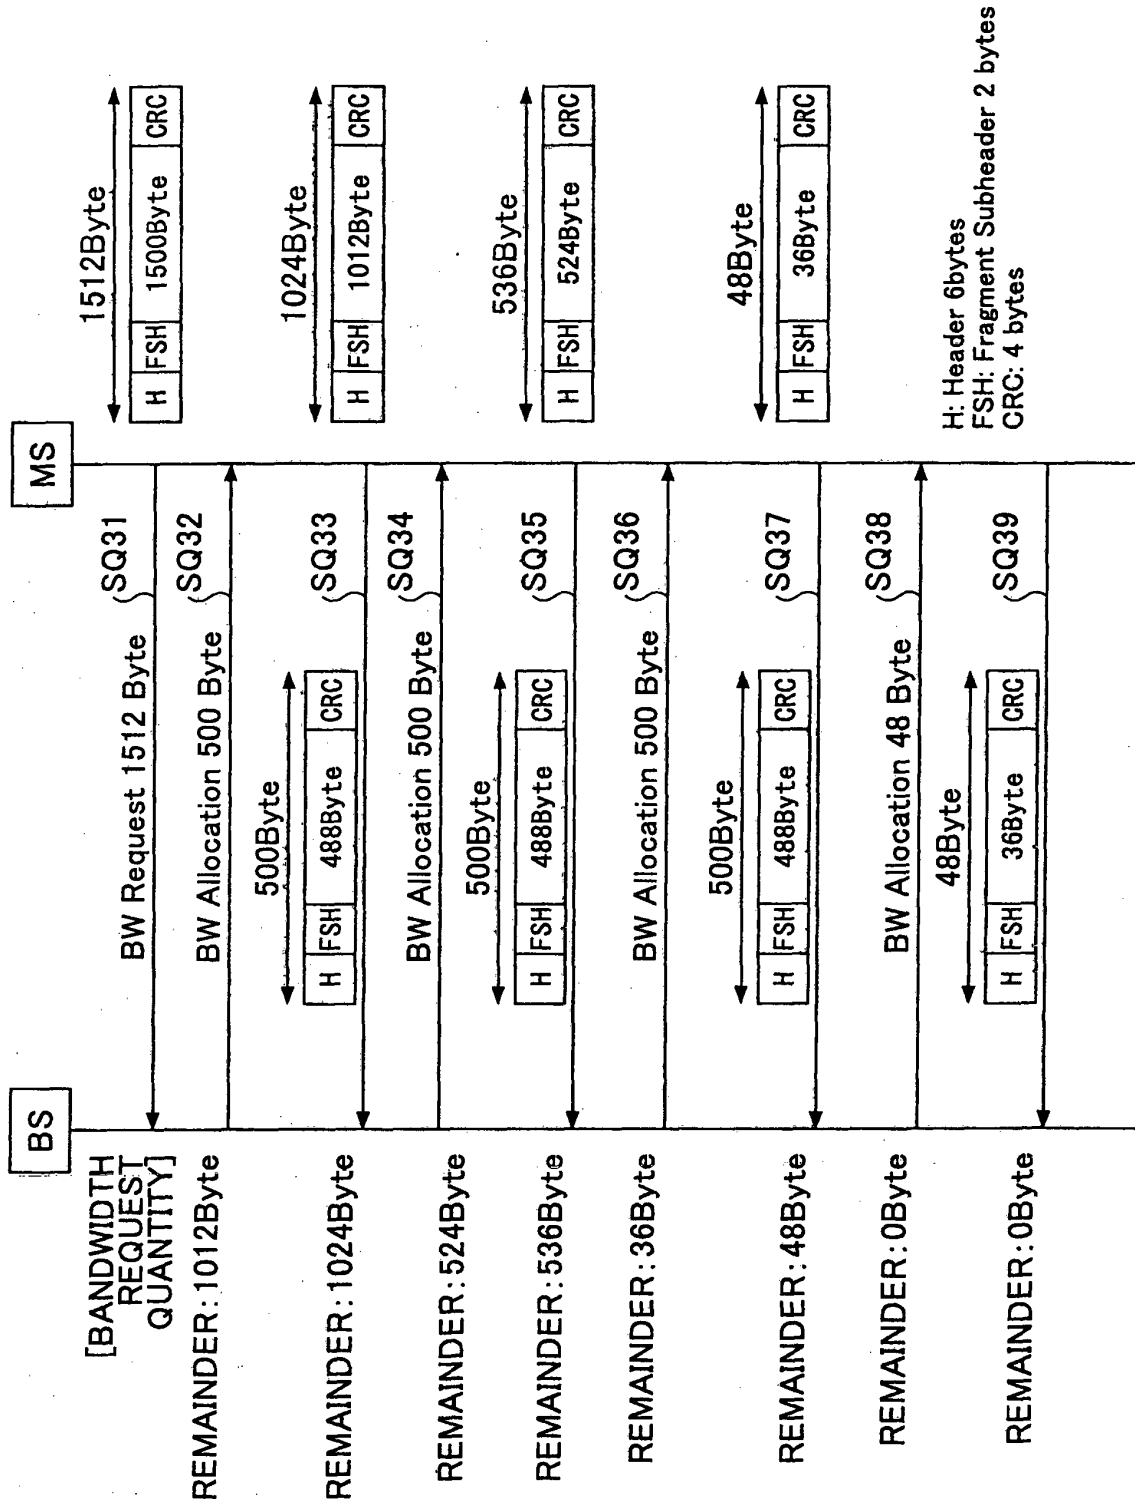 BS
MS
[BANDWIDTH
REQUEST
QUANTITY]
BW Request 1512 Byte
SQ31
1512Byte
H FSH 1500Byte CRC
REMAINDER:1012Byte
BW Allocation 500 Byte
SQ32
500Byte
H FSH 488Byte CRC
SQ33
REMAINDER:1024Byte
1024Byte
H FSH 1012Byte CRC
REMAINDER:524Byte
BW Allocation 500 Byte
SQ34
500Byte
H FSH 488Byte CRC
SQ35
REMAINDER:536Byte
536Byte
H FSH 524Byte CRC
REMAINDER:36Byte
BW Allocation 500 Byte
SQ36
500Byte
H FSH 488Byte CRC
SQ37
REMAINDER:48Byte
48Byte
H FSH 36Byte CRC
REMAINDER:0Byte
BW Allocation 48 Byte
SQ38
48Byte
H FSH 36Byte CRC
SQ39
REMAINDER:0Byte
H: Header 6bytes
FSH: Fragment Subheader 2 bytes
CRC: 4 bytes